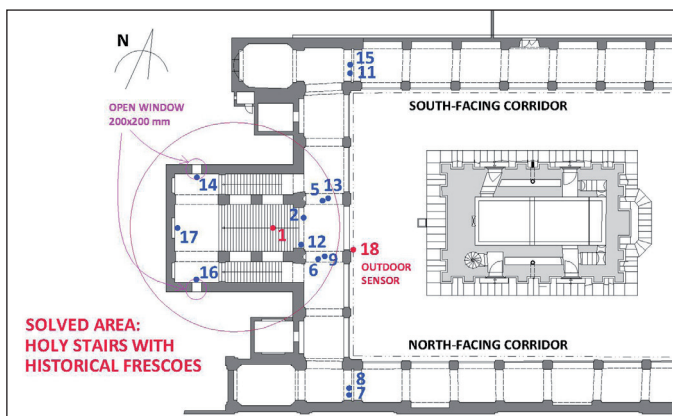 N
OPEN WINDOW
200x200 mm
15
11
SOUTH-FACING CORRIDOR
14
5 13
2
17
1
12
18
6 9
OUTDOOR
SENSOR
16
SOLVED AREA:
HOLY STAIRS WITH
HISTORICAL FRESCOES
NORTH-FACING CORRIDOR
8
7